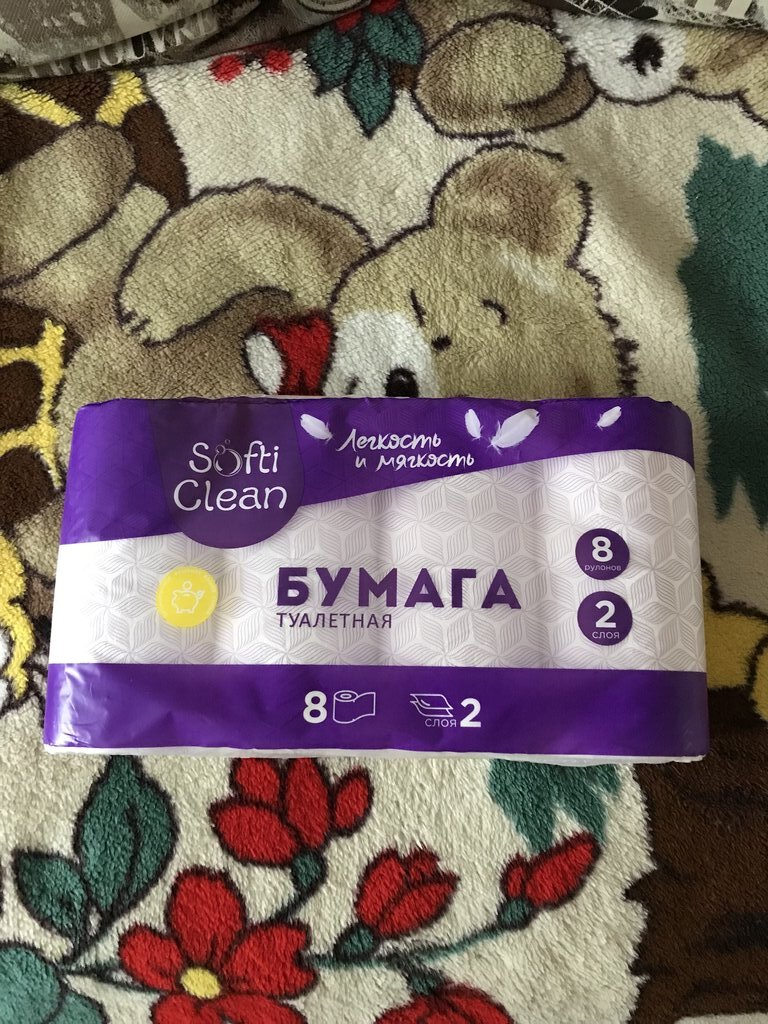 Softi
Clean
Легкость
и мягкость
БУМАГА
ТУАЛЕТНАЯ
8
рулонов
2
слоя
8
слоя 2